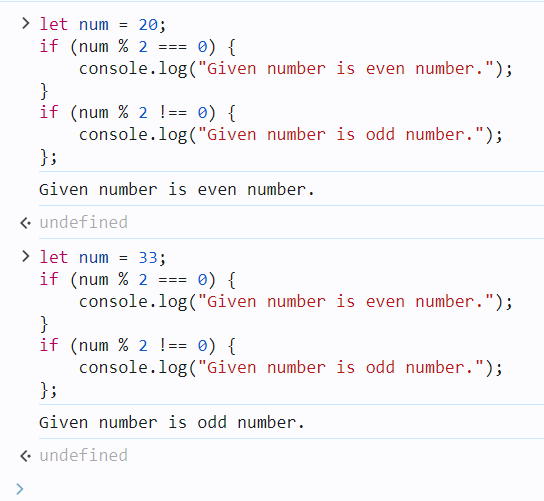 let num = 20;
if (num % 2 === 0) {
    console.log("Given number is even number.");
}
if (num % 2 !== 0) {
    console.log("Given number is odd number.");
};
Given number is even number.
undefined
let num = 33;
if (num % 2 === 0) {
    console.log("Given number is even number.");
}
if (num % 2 !== 0) {
    console.log("Given number is odd number.");
};
Given number is odd number.
undefined